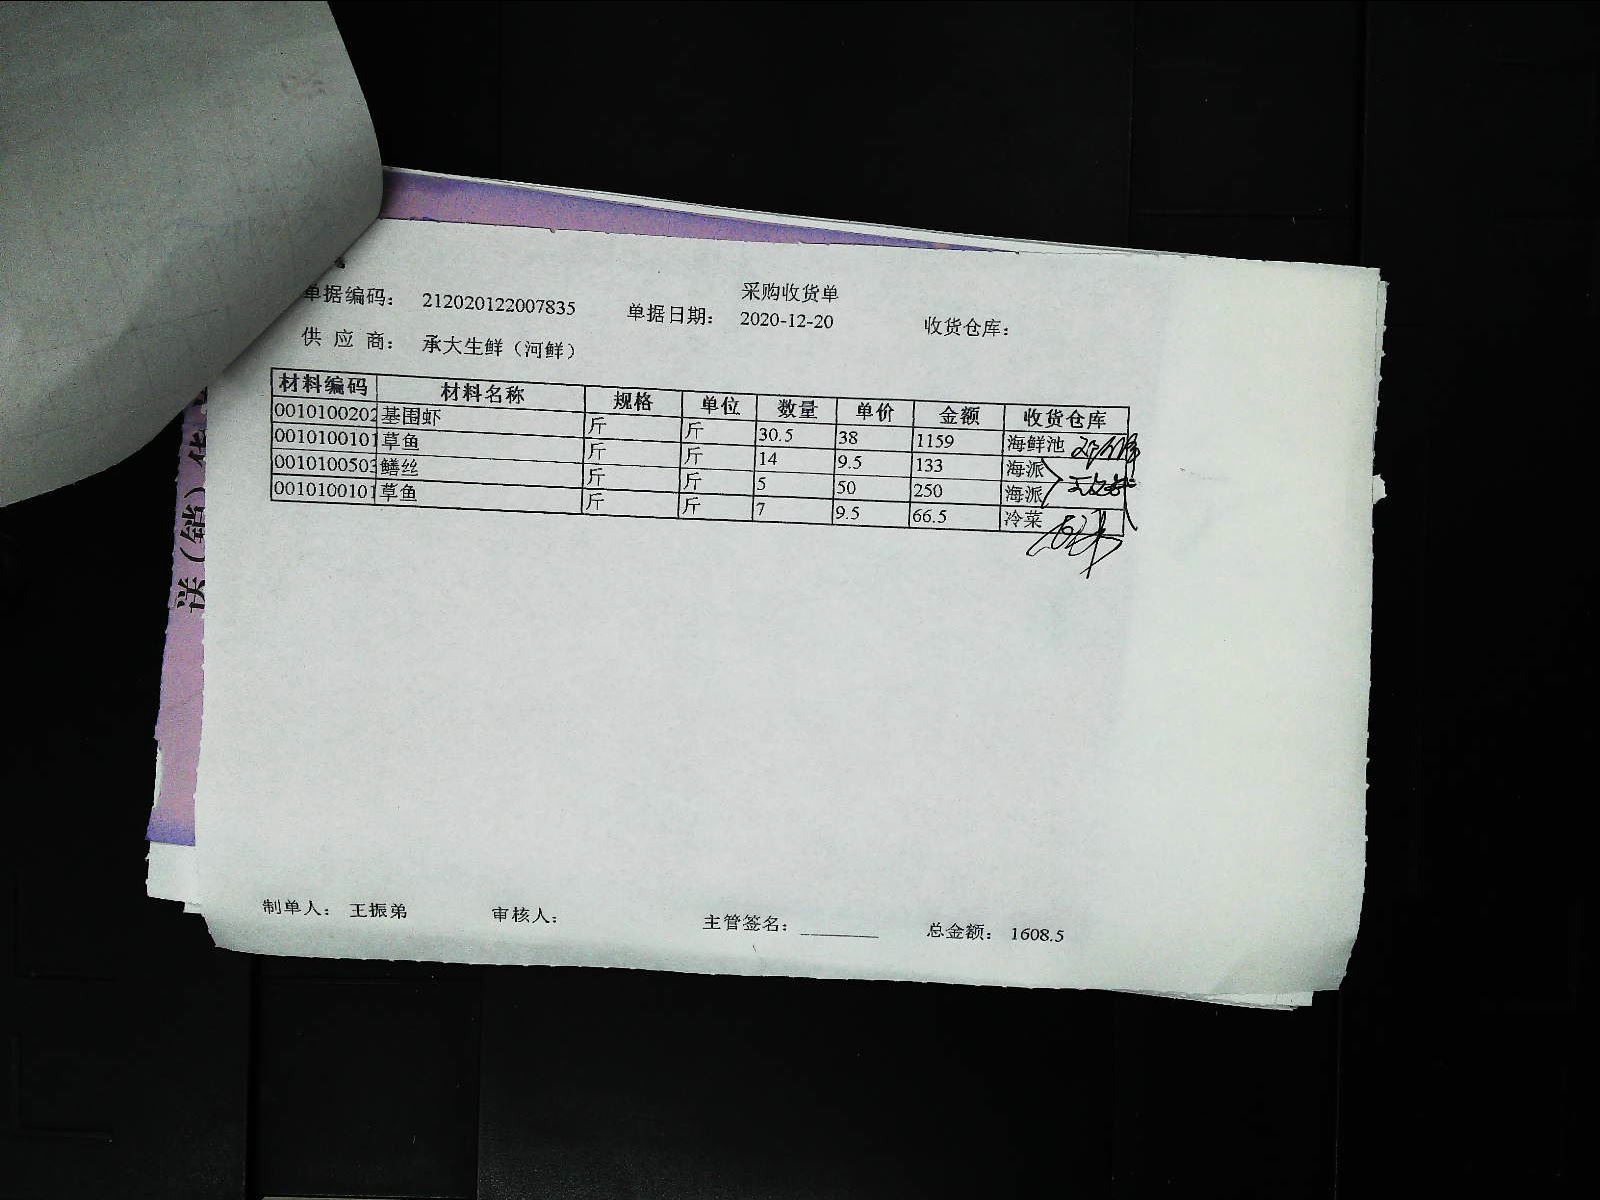 采购收货单
单据编码： 212020122007835 单据日期： 2020-12-20 收货仓库：
供 应 商： 承大生鲜（河鲜）
材料编码 材料名称 规格 单位 数量 单价 金额 收货仓库
0010100202 基围虾 斤 斤 30.5 38 1159 海鲜池
0010100101 草鱼 斤 斤 14 9.5 133 海派
0010100503 鳝丝 斤 斤 5 50 250 海派
0010100101 草鱼 斤 斤 7 9.5 66.5 冷菜
制单人： 王振弟 审核人： 主管签名： ________ 总金额： 1608.5
送（销）